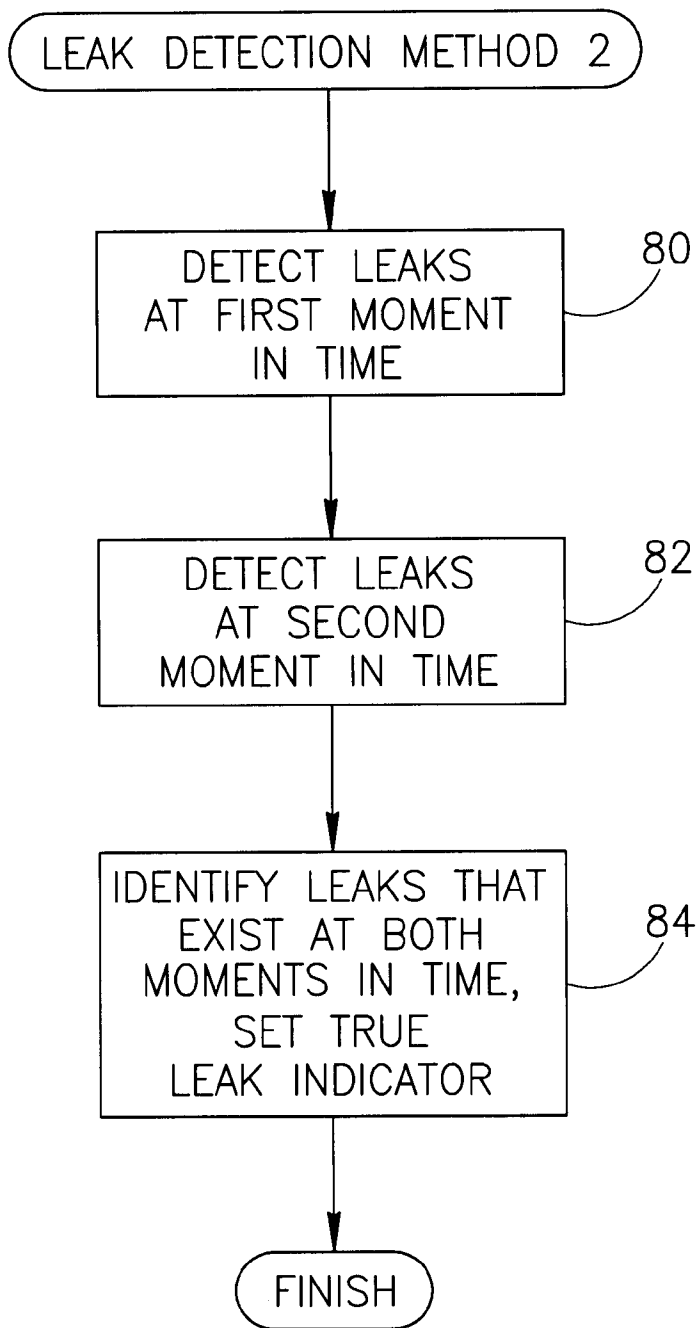 LEAK DETECTION METHOD 2
DETECT LEAKS
AT FIRST MOMENT
IN TIME
80
DETECT LEAKS
AT SECOND
MOMENT IN TIME
82
IDENTIFY LEAKS THAT
EXIST AT BOTH
MOMENTS IN TIME,
SET TRUE
LEAK INDICATOR
84
FINISH